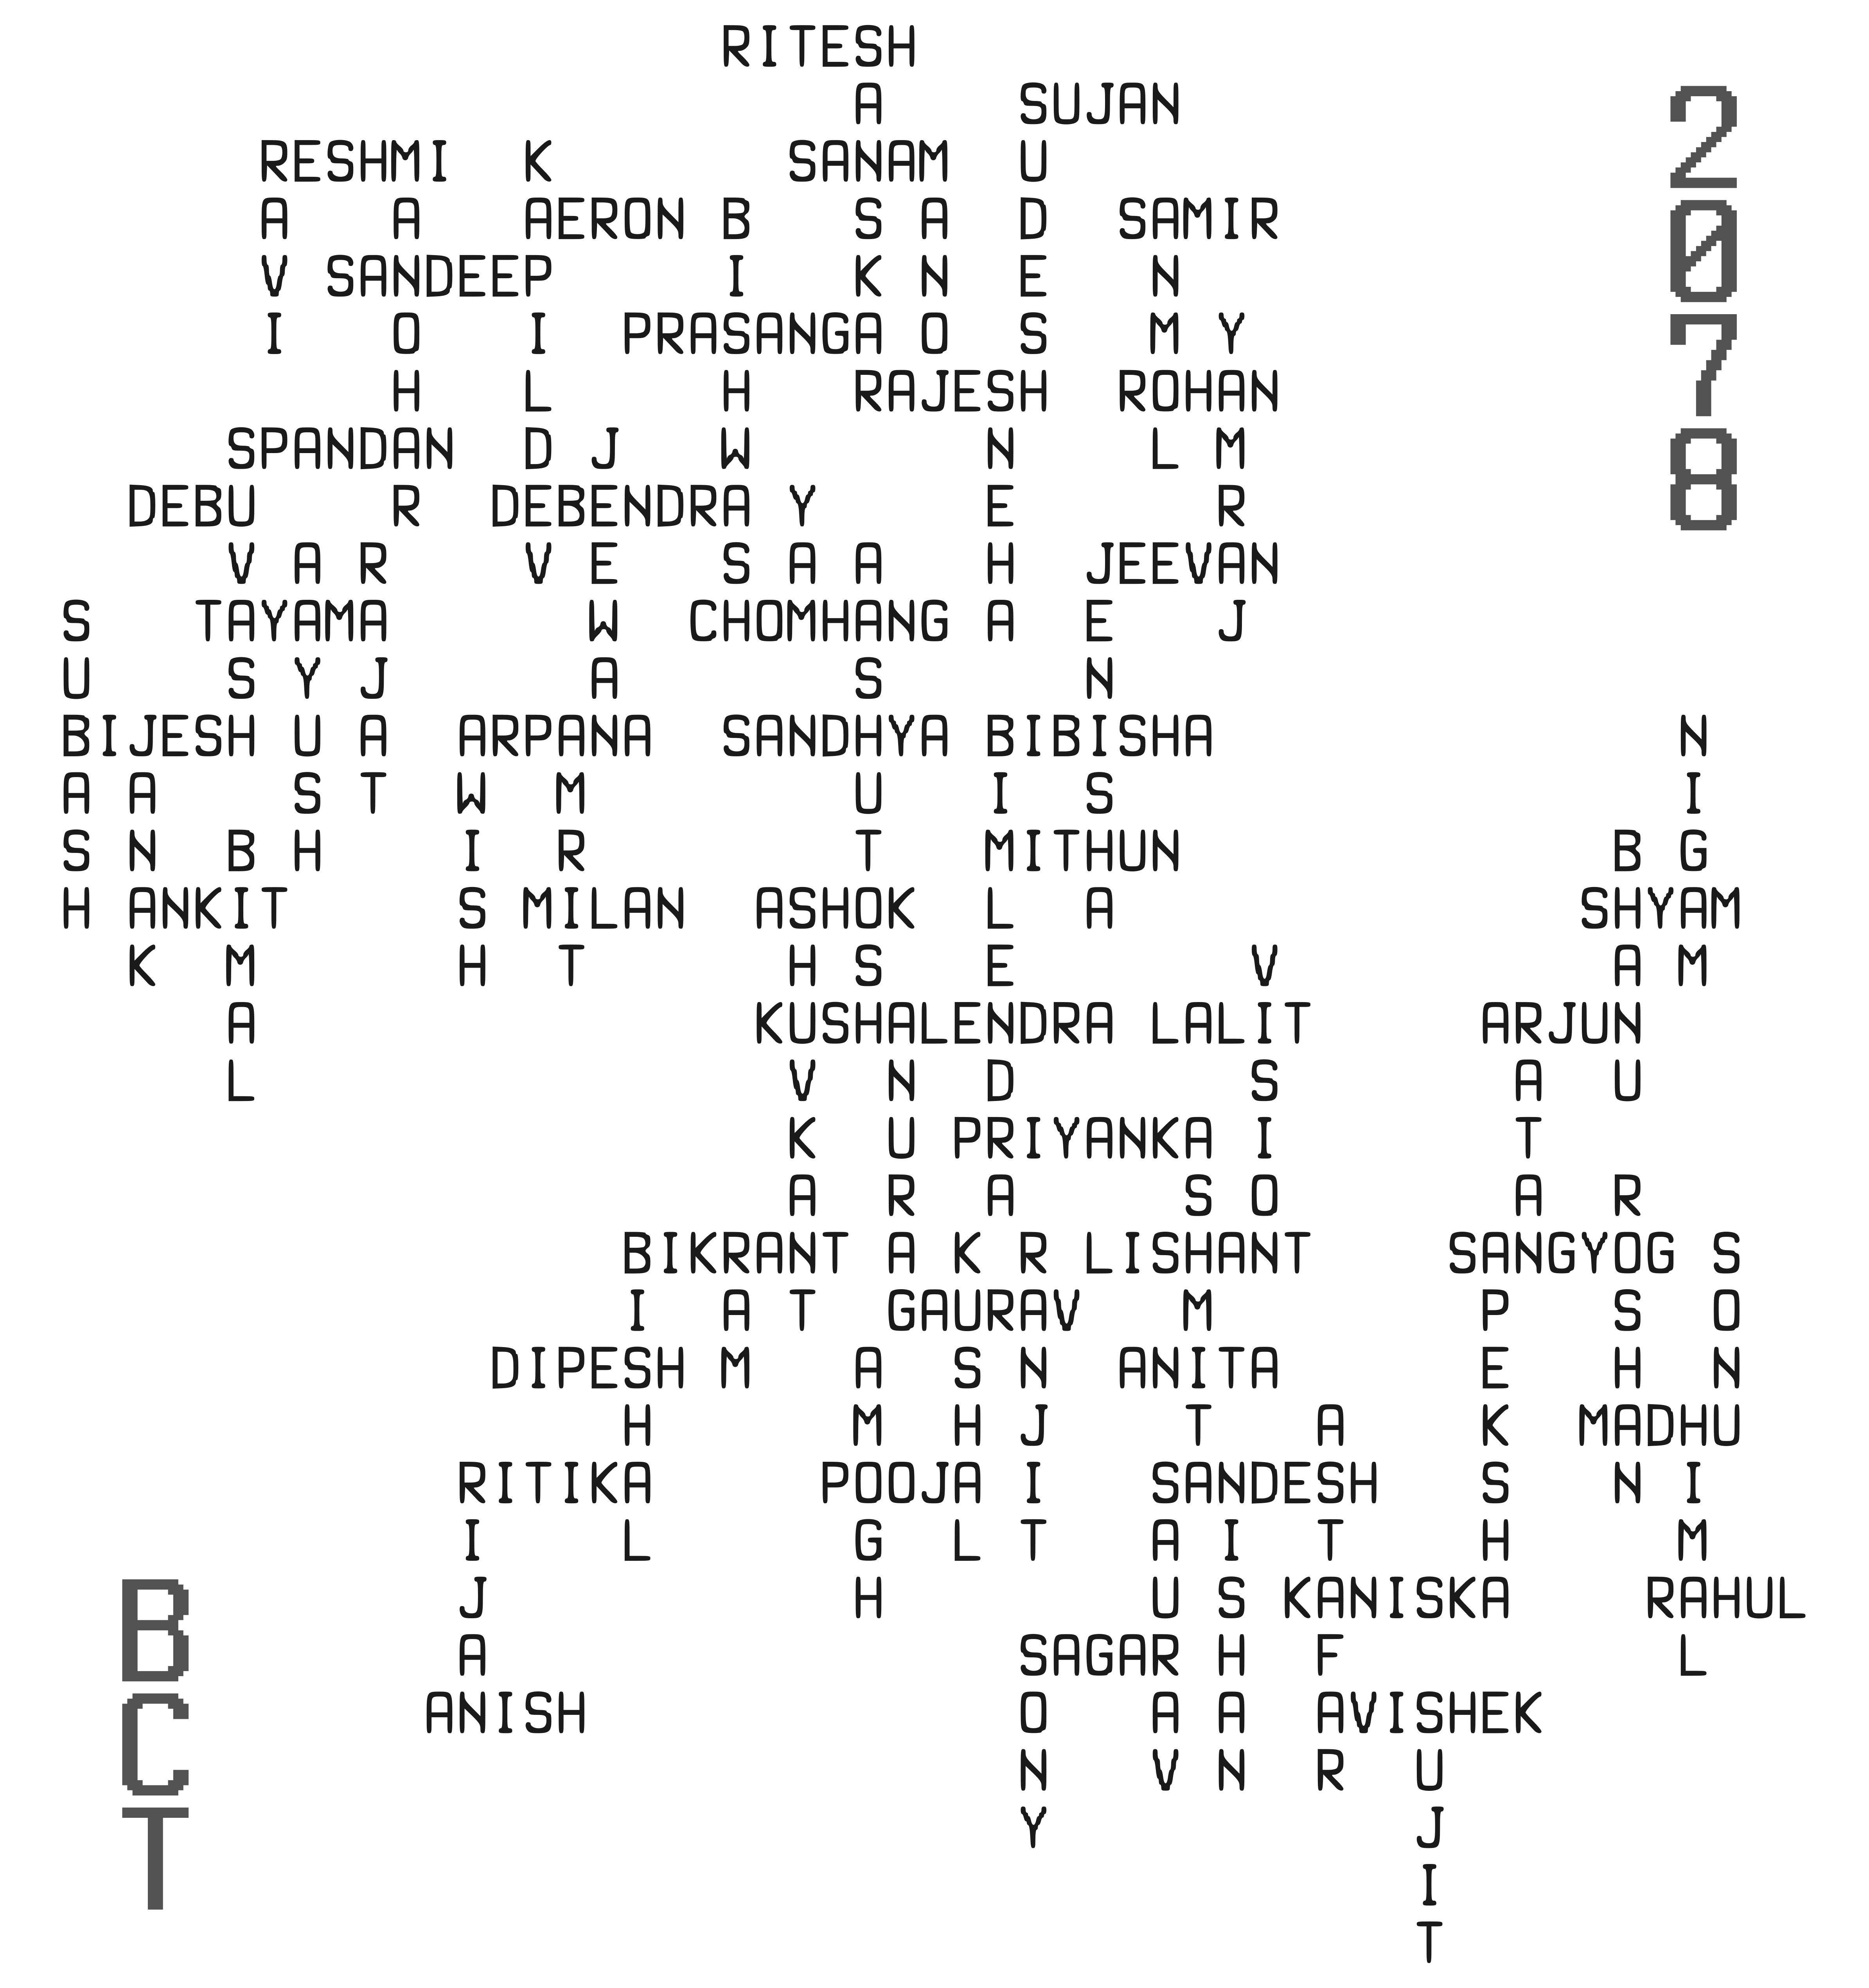 RITESH
A SUJAN
RESHMI K SANAM U
A A AERON B S A D SAMIR
V SANDEEP I K N E N
I O I PRASANGA O S M Y
H L H RAJESH ROHAN
SPANDAN D J W N L M
DEBU R DEBENDRA Y E R
V A R V E S A A H JEEVAN
S TAYAMA W CHOMHANG A E J
U S Y J A S N
BIJESH U A ARPANA SANDHYA BIBISHA N
A A S T W M U I S I
S N B H I R T MITHUN B G
H ANKIT S MILAN ASHOK L A SHYAM
K M H T H S E V A M
A KUSHALENDRA LALIT ARJUN
L V N D S A U
K U PRIYANKA I T
A R A S O A R
BIKRANT A K R LISHANT SANGYOG S
I A T GAURAV M P S O
DIPESH M A S N ANITA E H N
H M H J T A K MADHU
RITIKA POOJA I SANDESH S N I
I L G L T A I T H M
J H U S KANISKA RAHUL
A SAGAR H F L
ANISH O A A AVISHEK
N V N R U
Y J
I
T
2078
BCT